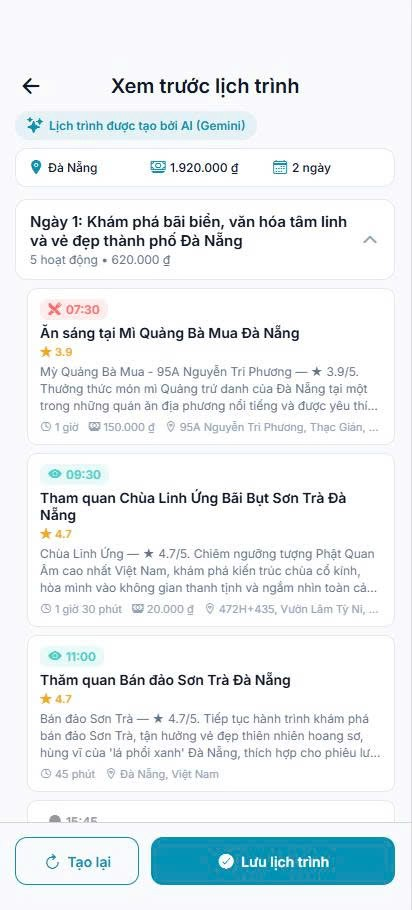 Xem trước lịch trình
Lịch trình được tạo bởi AI (Gemini)
Đà Nẵng
1.920.000 ₫
2 ngày
Ngày 1: Khám phá bãi biển, văn hóa tâm linh
và vẻ đẹp thành phố Đà Nẵng
5 hoạt động • 620.000 ₫
07:30
Ăn sáng tại Mì Quảng Bà Mua Đà Nẵng
★ 3.9
Mỳ Quảng Bà Mua - 95A Nguyễn Tri Phương — ★ 3.9/5.
Thưởng thức món mì Quảng trứ danh của Đà Nẵng tại một
trong những quán ăn địa phương nổi tiếng và được yêu thí...
1 giờ 150.000 ₫ 95A Nguyễn Tri Phương, Thạc Gián, ...
09:30
Tham quan Chùa Linh Ứng Bãi Bụt Sơn Trà Đà
Nẵng
★ 4.7
Chùa Linh Ứng — ★ 4.7/5. Chiêm ngưỡng tượng Phật Quan
Âm cao nhất Việt Nam, khám phá kiến trúc chùa cổ kính,
hòa mình vào không gian thanh tịnh và ngắm nhìn toàn cả...
1 giờ 30 phút 20.000 ₫ 472H+435, Vườn Lâm Tỳ Ni, ...
11:00
Thăm quan Bán đảo Sơn Trà Đà Nẵng
★ 4.7
Bán đảo Sơn Trà — ★ 4.7/5. Tiếp tục hành trình khám phá
bán đảo Sơn Trà, tận hưởng vẻ đẹp thiên nhiên hoang sơ,
hùng vĩ của 'lá phổi xanh' Đà Nẵng, thích hợp cho phiêu lư...
45 phút Đà Nẵng, Việt Nam
15:45
Tạo lại
Lưu lịch trình